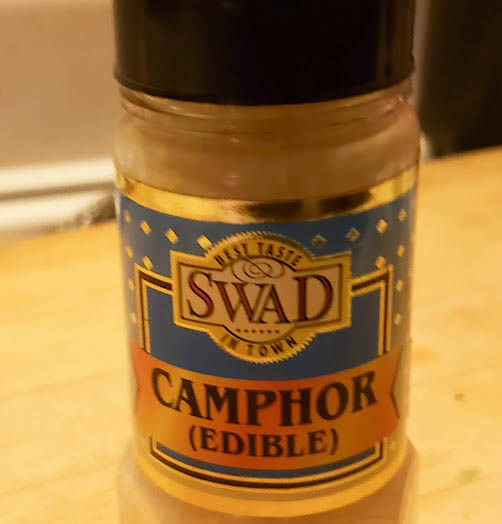 BEST TASTE
SWAD
IN TOWN
CAMPHOR
(EDIBLE)